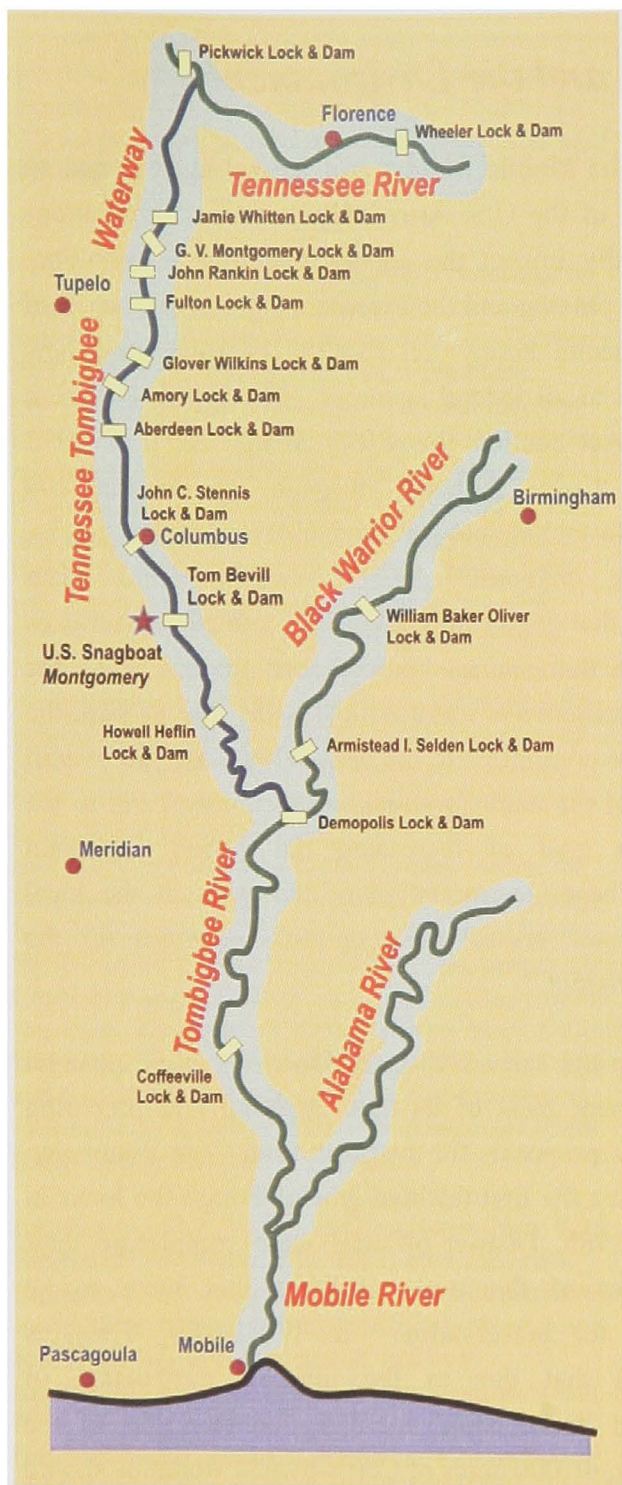 Pickwick Lock & Dam
Florence
Wheeler Lock & Dam
Tennessee River
Waterway
Jamie Whitten Lock & Dam
G. V. Montgomery Lock & Dam
John Rankin Lock & Dam
Tupelo
Fulton Lock & Dam
Glover Wilkins Lock & Dam
Amory Lock & Dam
Aberdeen Lock & Dam
Tennessee Tombigbee
John C. Stennis
Lock & Dam
Columbus
Black Warrior River
Birmingham
Tom Bevill
Lock & Dam
William Baker Oliver
Lock & Dam
U.S. Snagboat
Montgomery
Howell Heflin
Lock & Dam
Armistead I. Selden Lock & Dam
Demopolis Lock & Dam
Meridian
Tombigbee River
Alabama River
Coffeeville
Lock & Dam
Mobile River
Mobile
Pascagoula